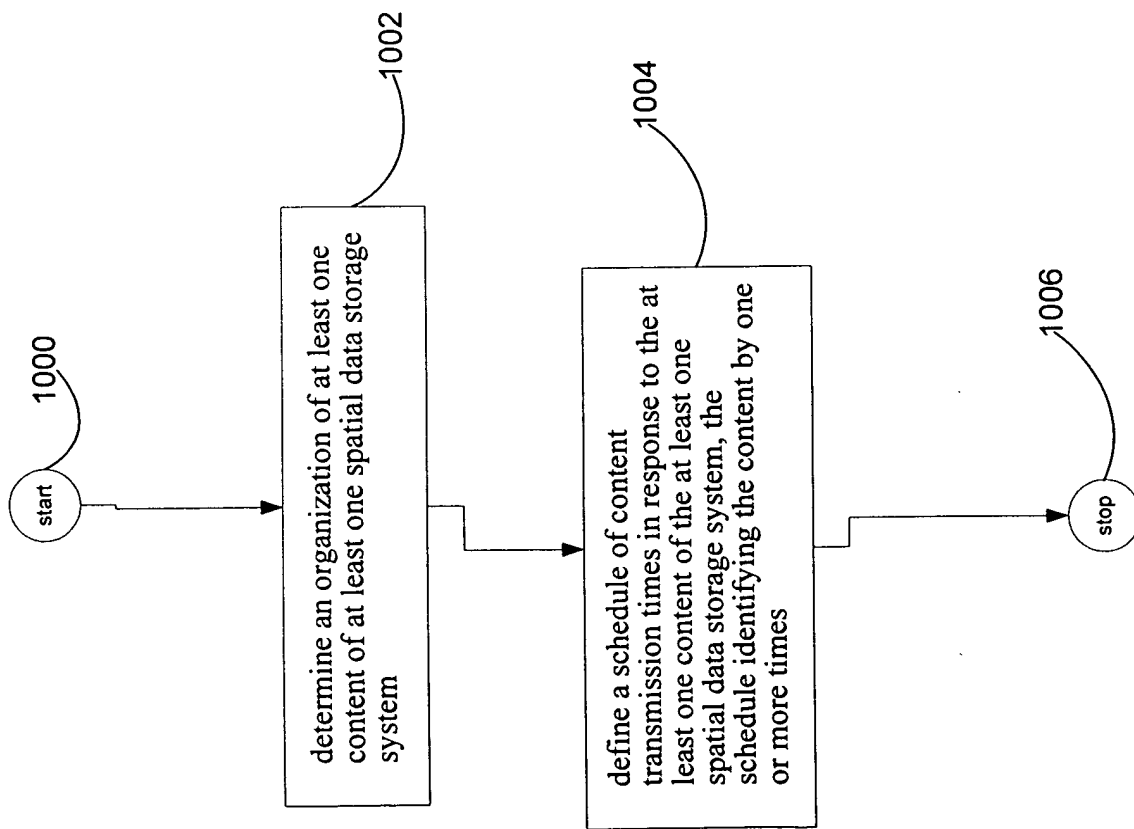 1000
start
1002
determine an organization of at least one
content of at least one spatial data storage
system
1004
define a schedule of content
transmission times in response to the at
least one content of the at least one
spatial data storage system, the
schedule identifying the content by one
or more times
1006
stop